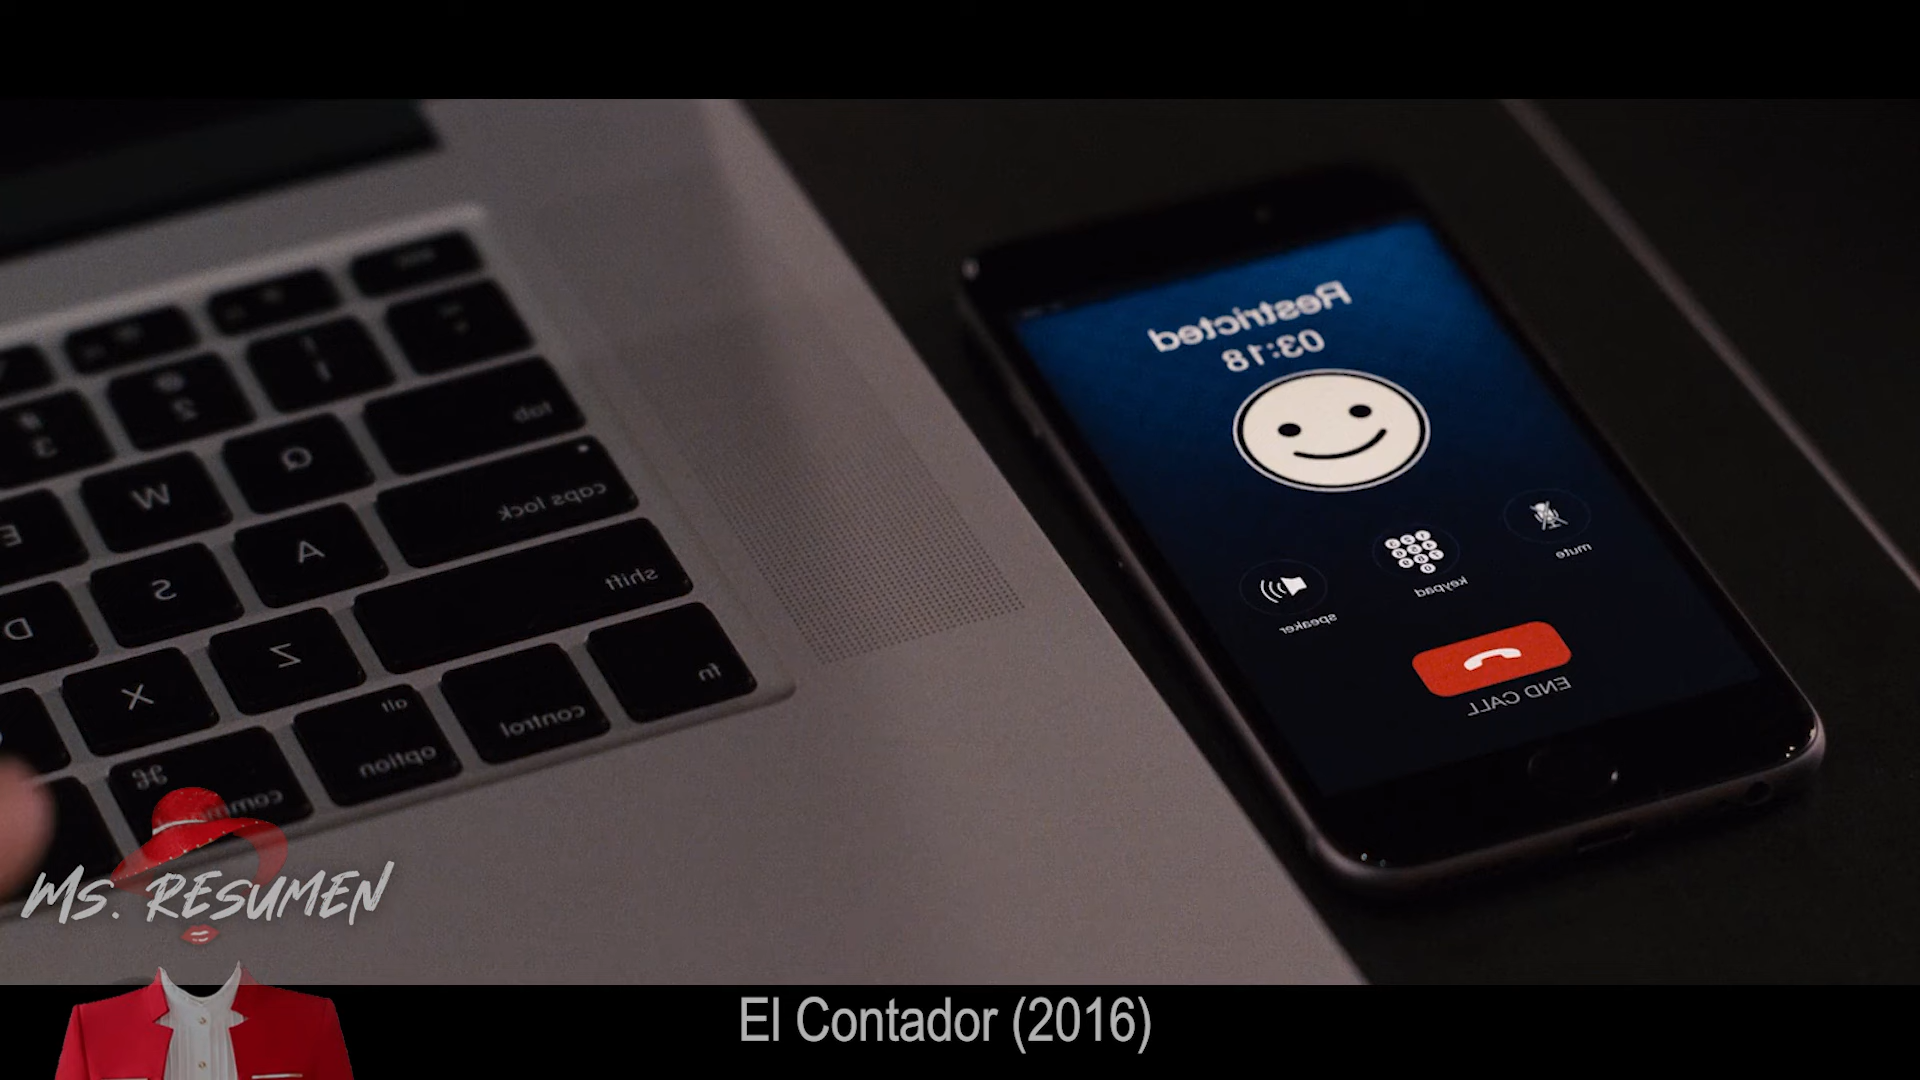 Restricted
03:18
mute
keypad
speaker
END CALL
2
3
tab
Q
W
E
caps lock
A
S
D
shift
Z
X
fn
control
alt
option
⌘
MS. RESUMEN
El Contador (2016)